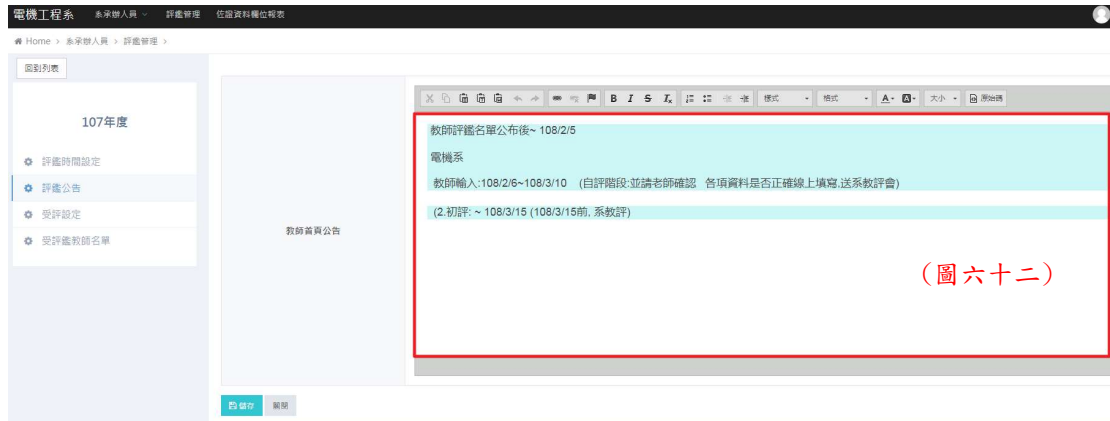 電機工程系 系承辦人員 評鑑管理 佐證資料欄位報表
Home > 系承辦人員 > 評鑑管理 >
回到列表
107年度
評鑑時間設定
評鑑公告
受評設定
受評鑑教師名單
教師首頁公告
B I S Tx 樣式 格式 A A 大小 原始碼
教師評鑑名單公布後~ 108/2/5
電機系
教師輸入:108/2/6~108/3/10 (自評階段:並請老師確認 各項資料是否正確線上填寫,送系教評會)
(2.初評: ~ 108/3/15 (108/3/15前, 系教評)
(圖六十二)
儲存 關閉